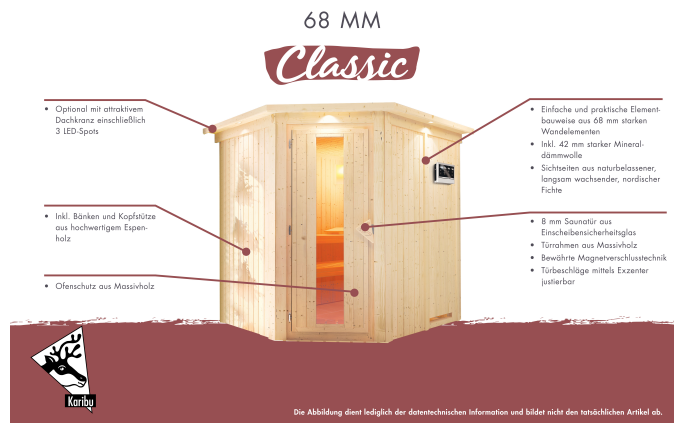 68 MM
Classic
• Optional mit attraktivem
Dachkranz einschließlich
3 LED-Spots
• Inkl. Bänken und Kopfstütze
aus hochwertigem Espen-
holz
• Ofenschutz aus Massivholz
• Einfache und praktische Element-
bauweise aus 68 mm starken
Wandelementen
• Inkl. 42 mm starker Mineral-
dämmwolle
• Sichtseiten aus naturbelassener,
langsam wachsender, nordischer
Fichte
• 8 mm Saunatür aus
Einscheibensicherheitsglas
• Türrahmen aus Massivholz
• Bewährte Magnetverschlusstechnik
• Türbeschläge mittels Exzenter
justierbar
Karibu
Die Abbildung dient lediglich der datentechnischen Information und bildet nicht den tatsächlichen Artikel ab.